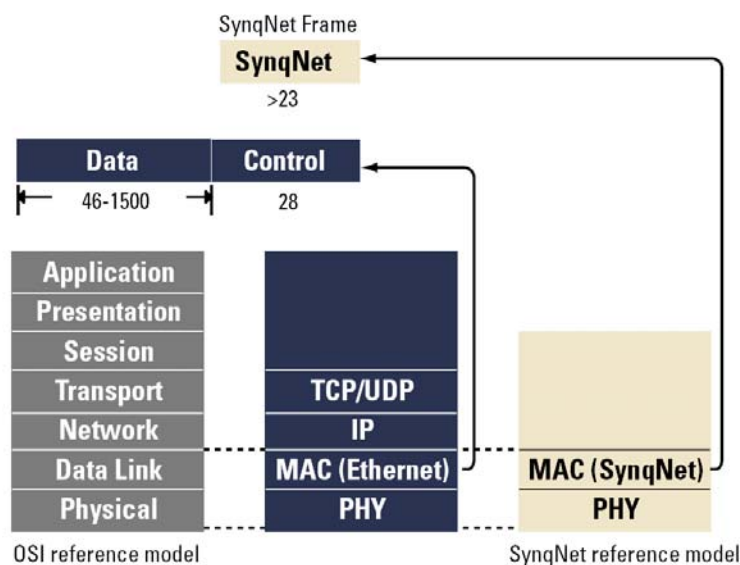 SynqNet Frame
SynqNet
>23
Data Control
46-1500 28
Application
Presentation
Session
Transport TCP/UDP
Network IP
Data Link MAC (Ethernet) MAC (SynqNet)
Physical PHY PHY
OSI reference model SynqNet reference model